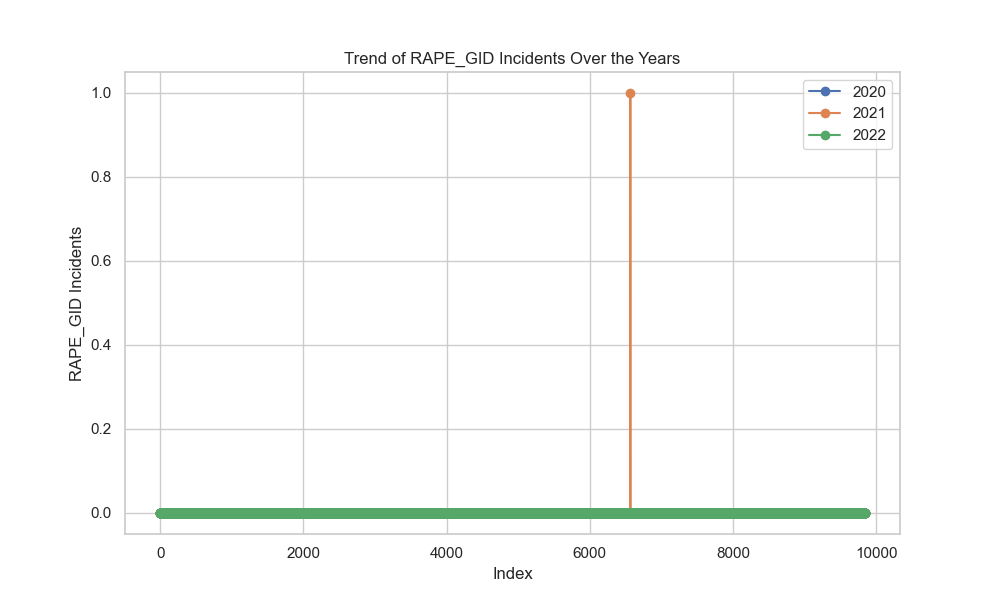 Trend of RAPE_GID Incidents Over the Years
2020
2021
2022
1.0
0.8
0.6
0.4
0.2
0.0
RAPE_GID Incidents
0 2000 4000 6000 8000 10000
Index